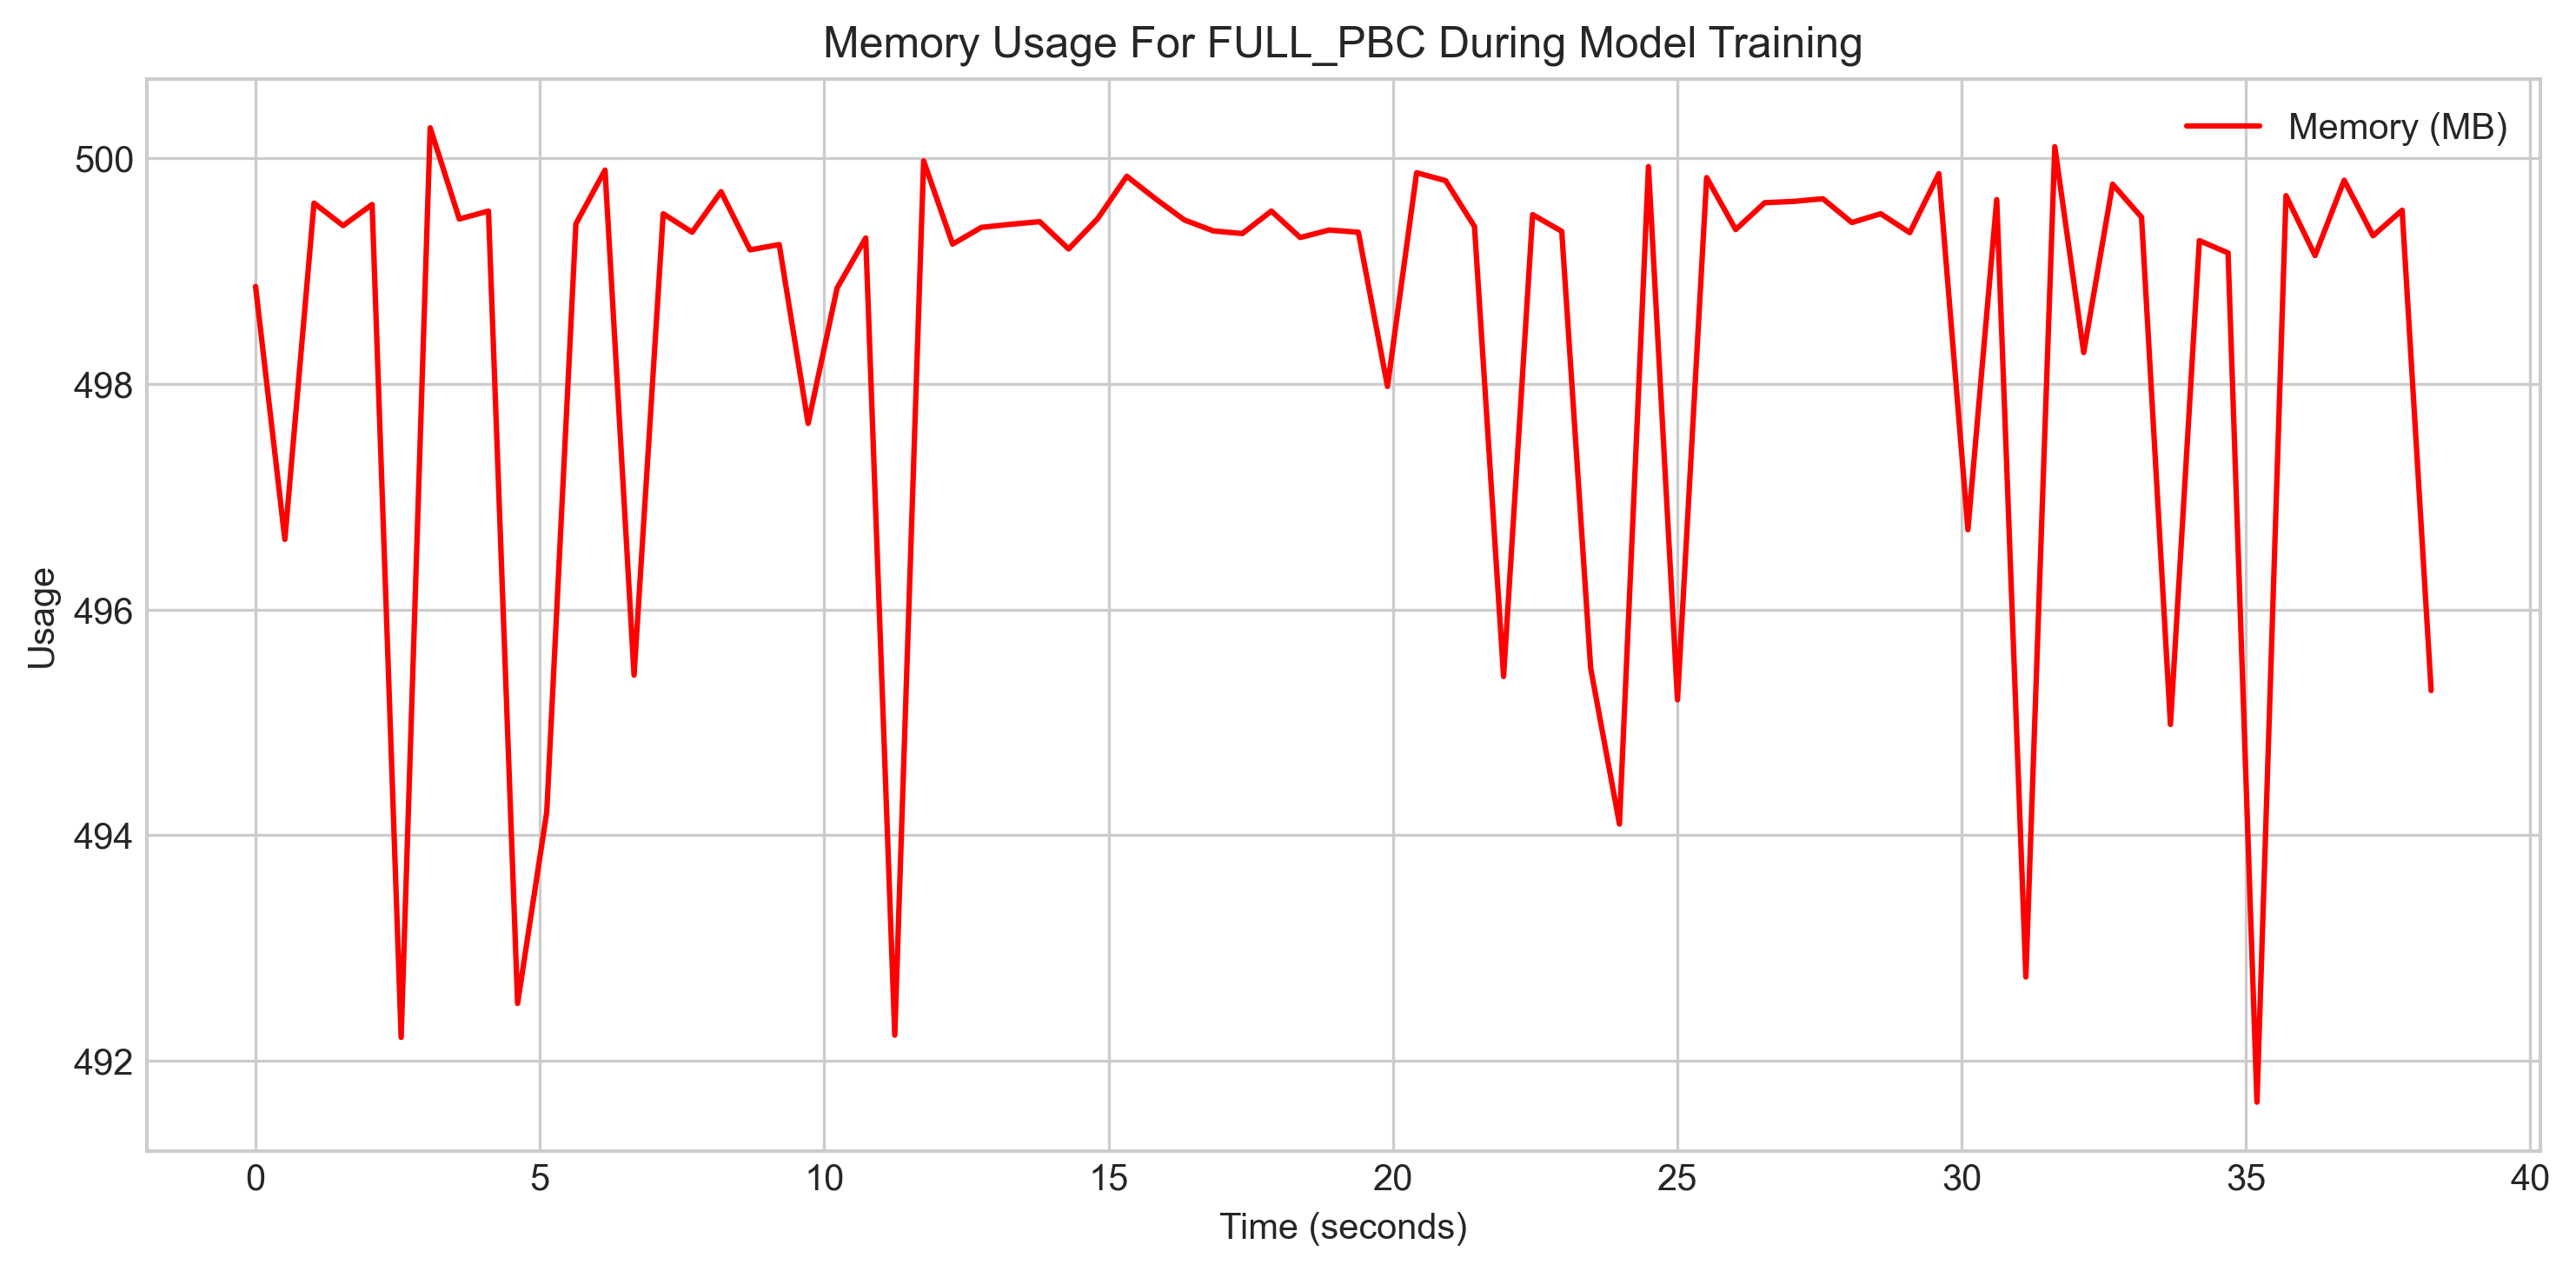 Memory Usage For FULL_PBC During Model Training
Memory (MB)
500
498
496
494
492
Usage
0 5 10 15 20 25 30 35 40
Time (seconds)